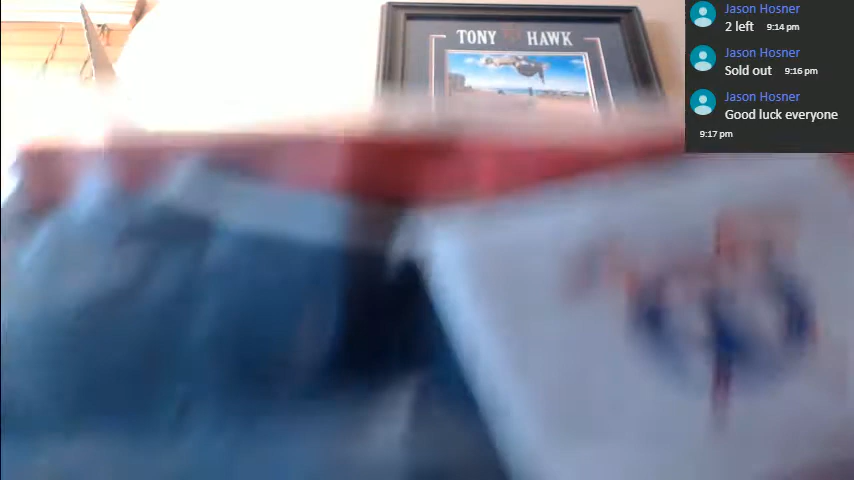 TONY HAWK
Jason Hosner
2 left 9:14 pm
Jason Hosner
Sold out 9:16 pm
Jason Hosner
Good luck everyone
9:17 pm